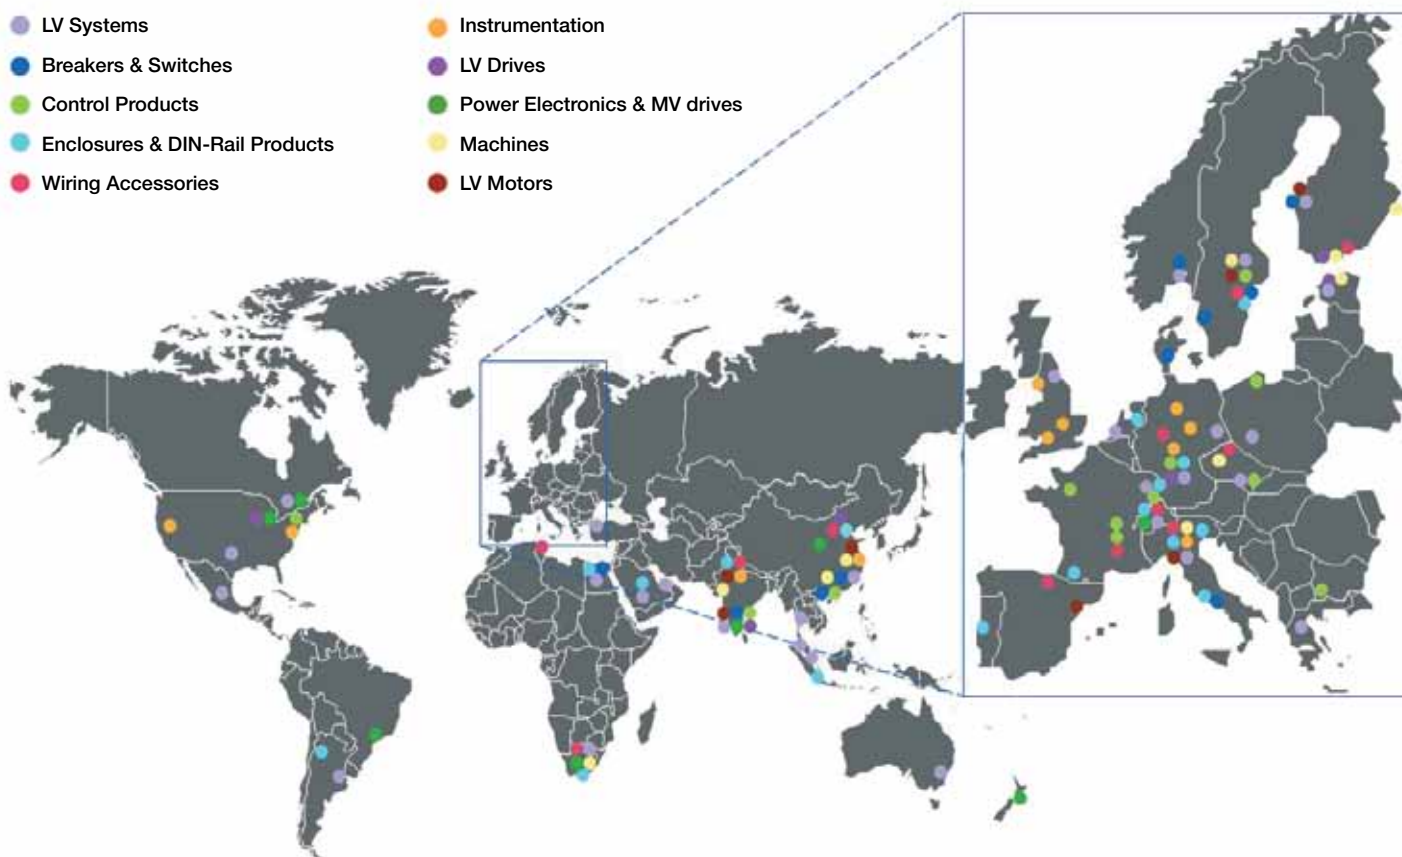 LV Systems
Breakers & Switches
Control Products
Enclosures & DIN-Rail Products
Wiring Accessories
Instrumentation
LV Drives
Power Electronics & MV drives
Machines
LV Motors